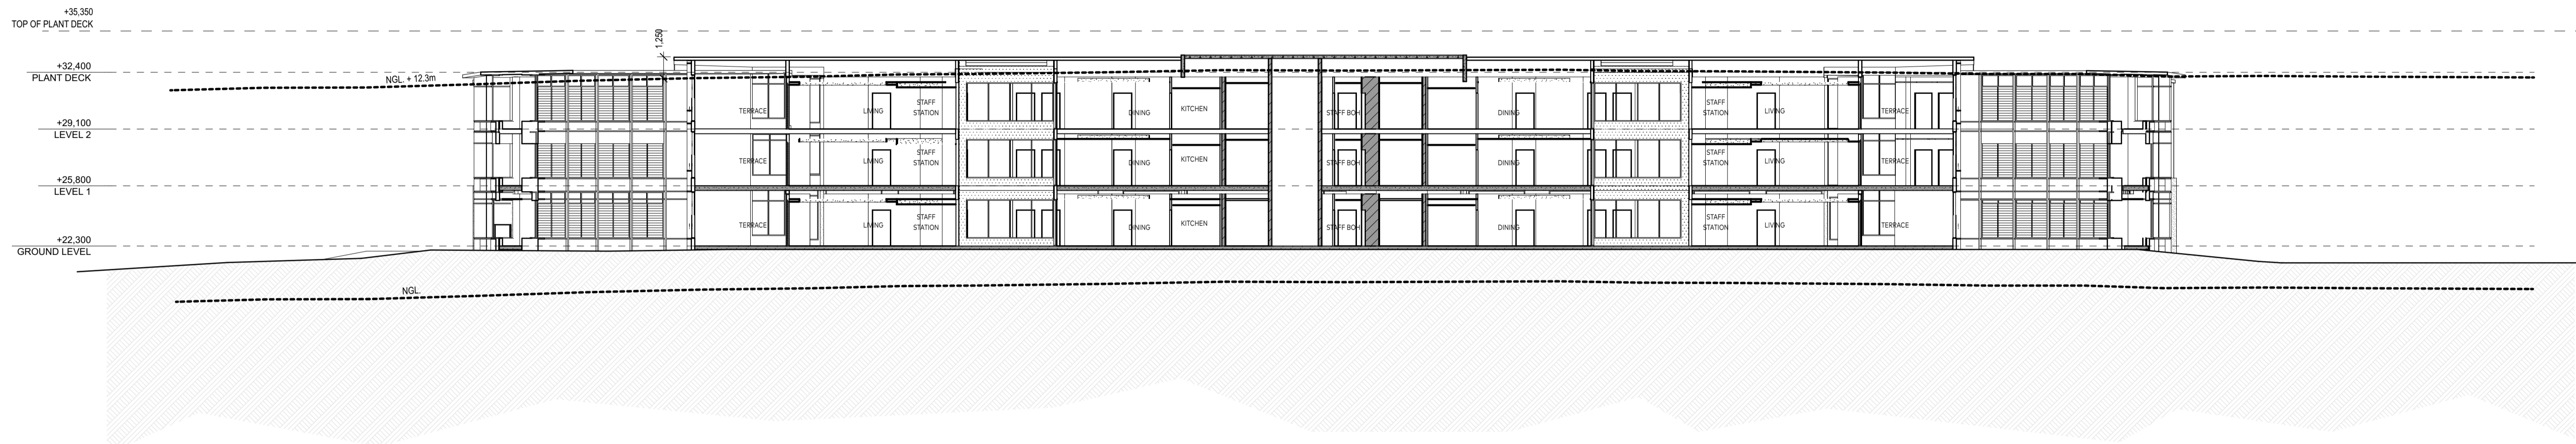 +35,350
TOP OF PLANT DECK
1,250
+32,400
PLANT DECK
NGL. + 12.3m
TERRACE
LIVING
STAFF
STATION
DINING
KITCHEN
STAFF BOH
DINING
STAFF
STATION
LIVING
TERRACE
+29,100
LEVEL 2
TERRACE
LIVING
STAFF
STATION
DINING
KITCHEN
STAFF BOH
DINING
STAFF
STATION
LIVING
TERRACE
+25,800
LEVEL 1
TERRACE
LIVING
STAFF
STATION
DINING
KITCHEN
STAFF BOH
DINING
STAFF
STATION
LIVING
TERRACE
+22,300
GROUND LEVEL
NGL.